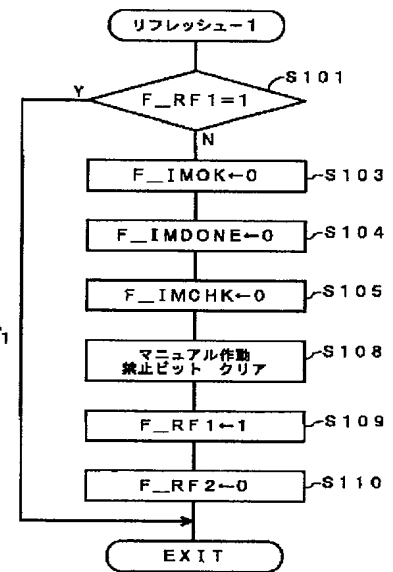 リフレッシュー1
S101
Y
F_RF1=1
N
F_IMOK←0
S103
F_IMDONE←0
S104
F_IMCHK←0
S105
マニュアル作動
禁止ビット クリア
S108
F_RF1←1
S109
F_RF2←0
S110
EXIT